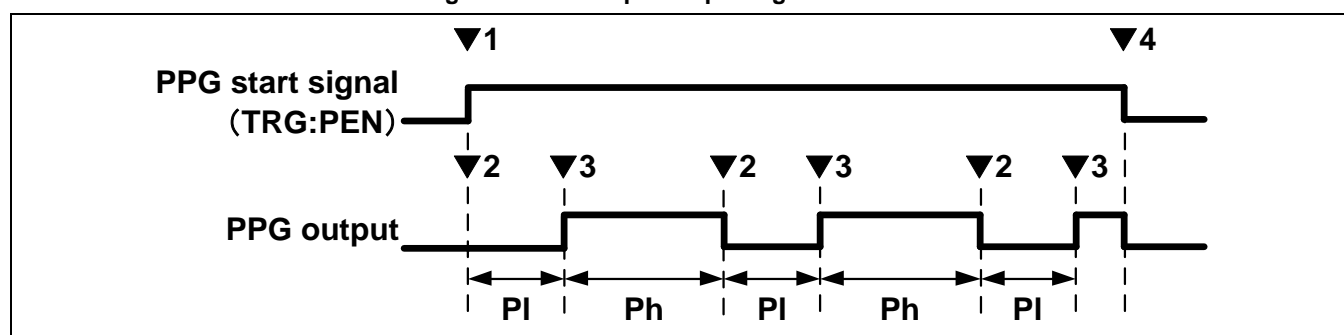 ▼1 ▼4
PPG start signal
（TRG:PEN）
▼2 ▼3 ▼2 ▼3 ▼2 ▼3
PPG output
Pl Ph Pl Ph Pl